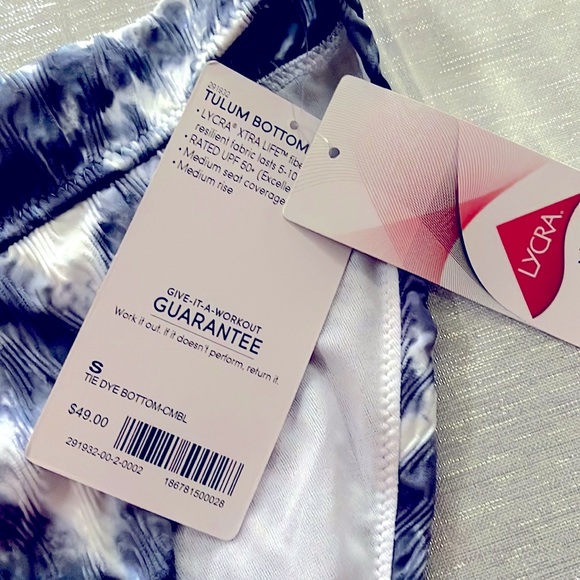 291932
TULUM BOTTOM
• LYCRA® XTRA LIFE™ fibe
resilient fabric lasts 5-10
• RATED UPF 50+ (Excelle
• Medium seat coverage
• Medium rise
GIVE-IT-A-WORKOUT
GUARANTEE
Work it out. If it doesn't perform, return it.
S
TIE DYE BOTTOM-CMBL
$49.00
291932-00-2-0002
186781500028
LYCRA®